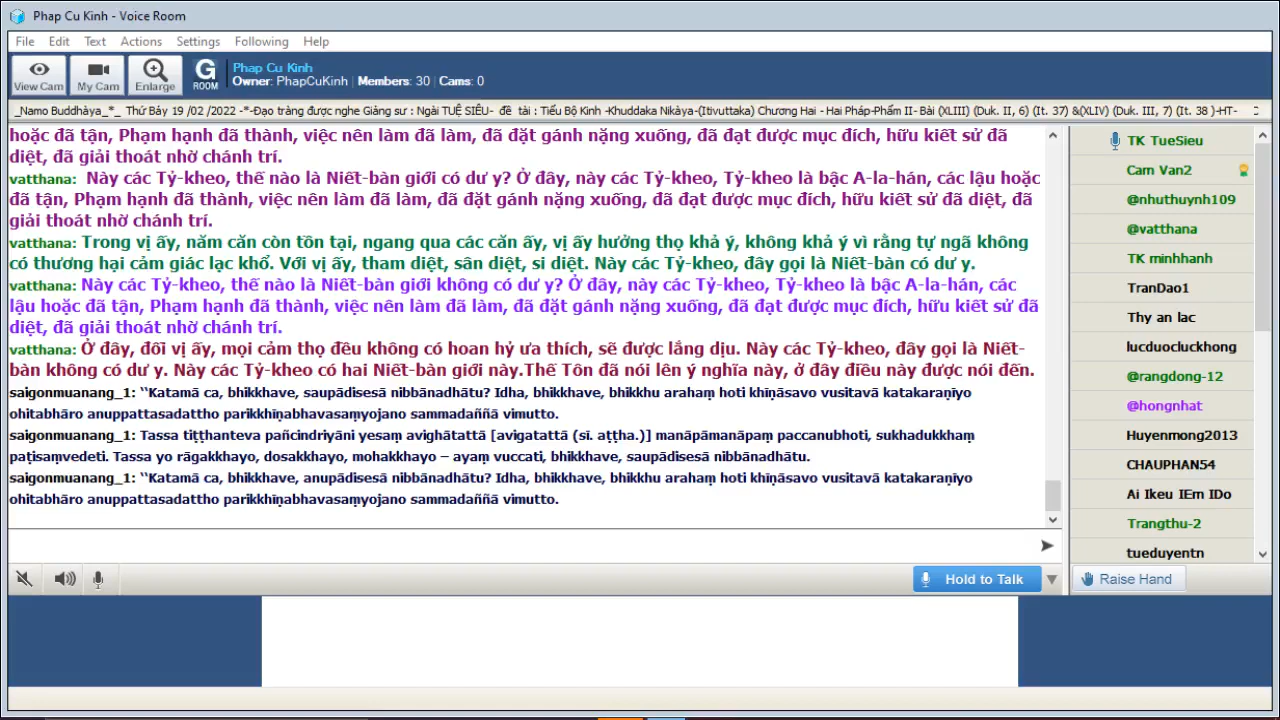 Phap Cu Kinh - Voice Room
File Edit Text Actions Settings Following Help
View Cam My Cam Enlarge G ROOM Phap Cu Kinh
Owner: PhapCuKinh | Members: 30 | Cams: 0
_Namo Buddhàya_*_ Thứ Bảy 19 /02 /2022 -*-Đạo tràng được nghe Giảng sư : Ngài TUỆ SIÊU- đề tài : Tiểu Bộ Kinh -Khuddaka Nikàya-(Itivuttaka) Chương Hai - Hai Pháp-Phẩm II- Bài (XLIII) (Duk. II, 6) (It. 37) &(XLIV) (Duk. III, 7) (It. 38 )-HT-
hoặc đã tận, Phạm hạnh đã thành, việc nên làm đã làm, đã đặt gánh nặng xuống, đã đạt được mục đích, hữu kiết sử đã
diệt, đã giải thoát nhờ chánh trí.
vatthana: Này các Tỷ-kheo, thế nào là Niết-bàn giới có dư y? Ở đây, này các Tỷ-kheo, Tỷ-kheo là bậc A-la-hán, các lậu hoặc
đã tận, Phạm hạnh đã thành, việc nên làm đã làm, đã đặt gánh nặng xuống, đã đạt được mục đích, hữu kiết sử đã diệt, đã
giải thoát nhờ chánh trí.
vatthana: Trong vị ấy, năm căn còn tồn tại, ngang qua các căn ấy, vị ấy hưởng thọ khả ý, không khả ý vì rằng tự ngã không
có thương hại cảm giác lạc khổ. Với vị ấy, tham diệt, sân diệt, si diệt. Này các Tỷ-kheo, đây gọi là Niết-bàn có dư y.
vatthana: Này các Tỷ-kheo, thế nào là Niết-bàn giới không có dư y? Ở đây, này các Tỷ-kheo, Tỷ-kheo là bậc A-la-hán, các
lậu hoặc đã tận, Phạm hạnh đã thành, việc nên làm đã làm, đã đặt gánh nặng xuống, đã đạt được mục đích, hữu kiết sử đã
diệt, đã giải thoát nhờ chánh trí.
vatthana: Ở đây, đối vị ấy, mọi cảm thọ đều không có hoan hỷ ưa thích, sẽ được lắng dịu. Này các Tỷ-kheo, đây gọi là Niết-
bàn không có dư y. Này các Tỷ-kheo có hai Niết-bàn giới này.Thế Tôn đã nói lên ý nghĩa này, ở đây điều này được nói đến.
saigonmuanang_1: ‘‘Katamā ca, bhikkhave, saupādisesā nibbānadhātu? Idha, bhikkhave, bhikkhu arahaṃ hoti khīṇāsavo vusitavā katakaraṇīyo
ohitabhāro anuppattasadattho parikkhīṇabhavasaṃyojano sammadaññā vimutto.
saigonmuanang_1: Tassa tiṭṭhanteva pañcindriyāni yesaṃ avighātattā [avigatattā (sī. aṭṭha.)] manāpāmanāpaṃ paccanubhoti, sukhadukkhaṃ
paṭisaṃvedeti. Tassa yo rāgakkhayo, dosakkhayo, mohakkhayo – ayaṃ vuccati, bhikkhave, saupādisesā nibbānadhātu.
saigonmuanang_1: ‘‘Katamā ca, bhikkhave, anupādisesā nibbānadhātu? Idha, bhikkhave, bhikkhu arahaṃ hoti khīṇāsavo vusitavā katakaraṇīyo
ohitabhāro anuppattasadattho parikkhīṇabhavasaṃyojano sammadaññā vimutto.
TK TueSieu
Cam Van2
@nhuthuynh109
@vatthana
TK minhhanh
TranDao1
Thy an lac
lucduocluckhong
@rangdong-12
@hongnhat
Huyenmong2013
CHAUPHAN54
Ai Ikeu IEm IDo
Trangthu-2
tueduyentn
Hold to Talk
Raise Hand